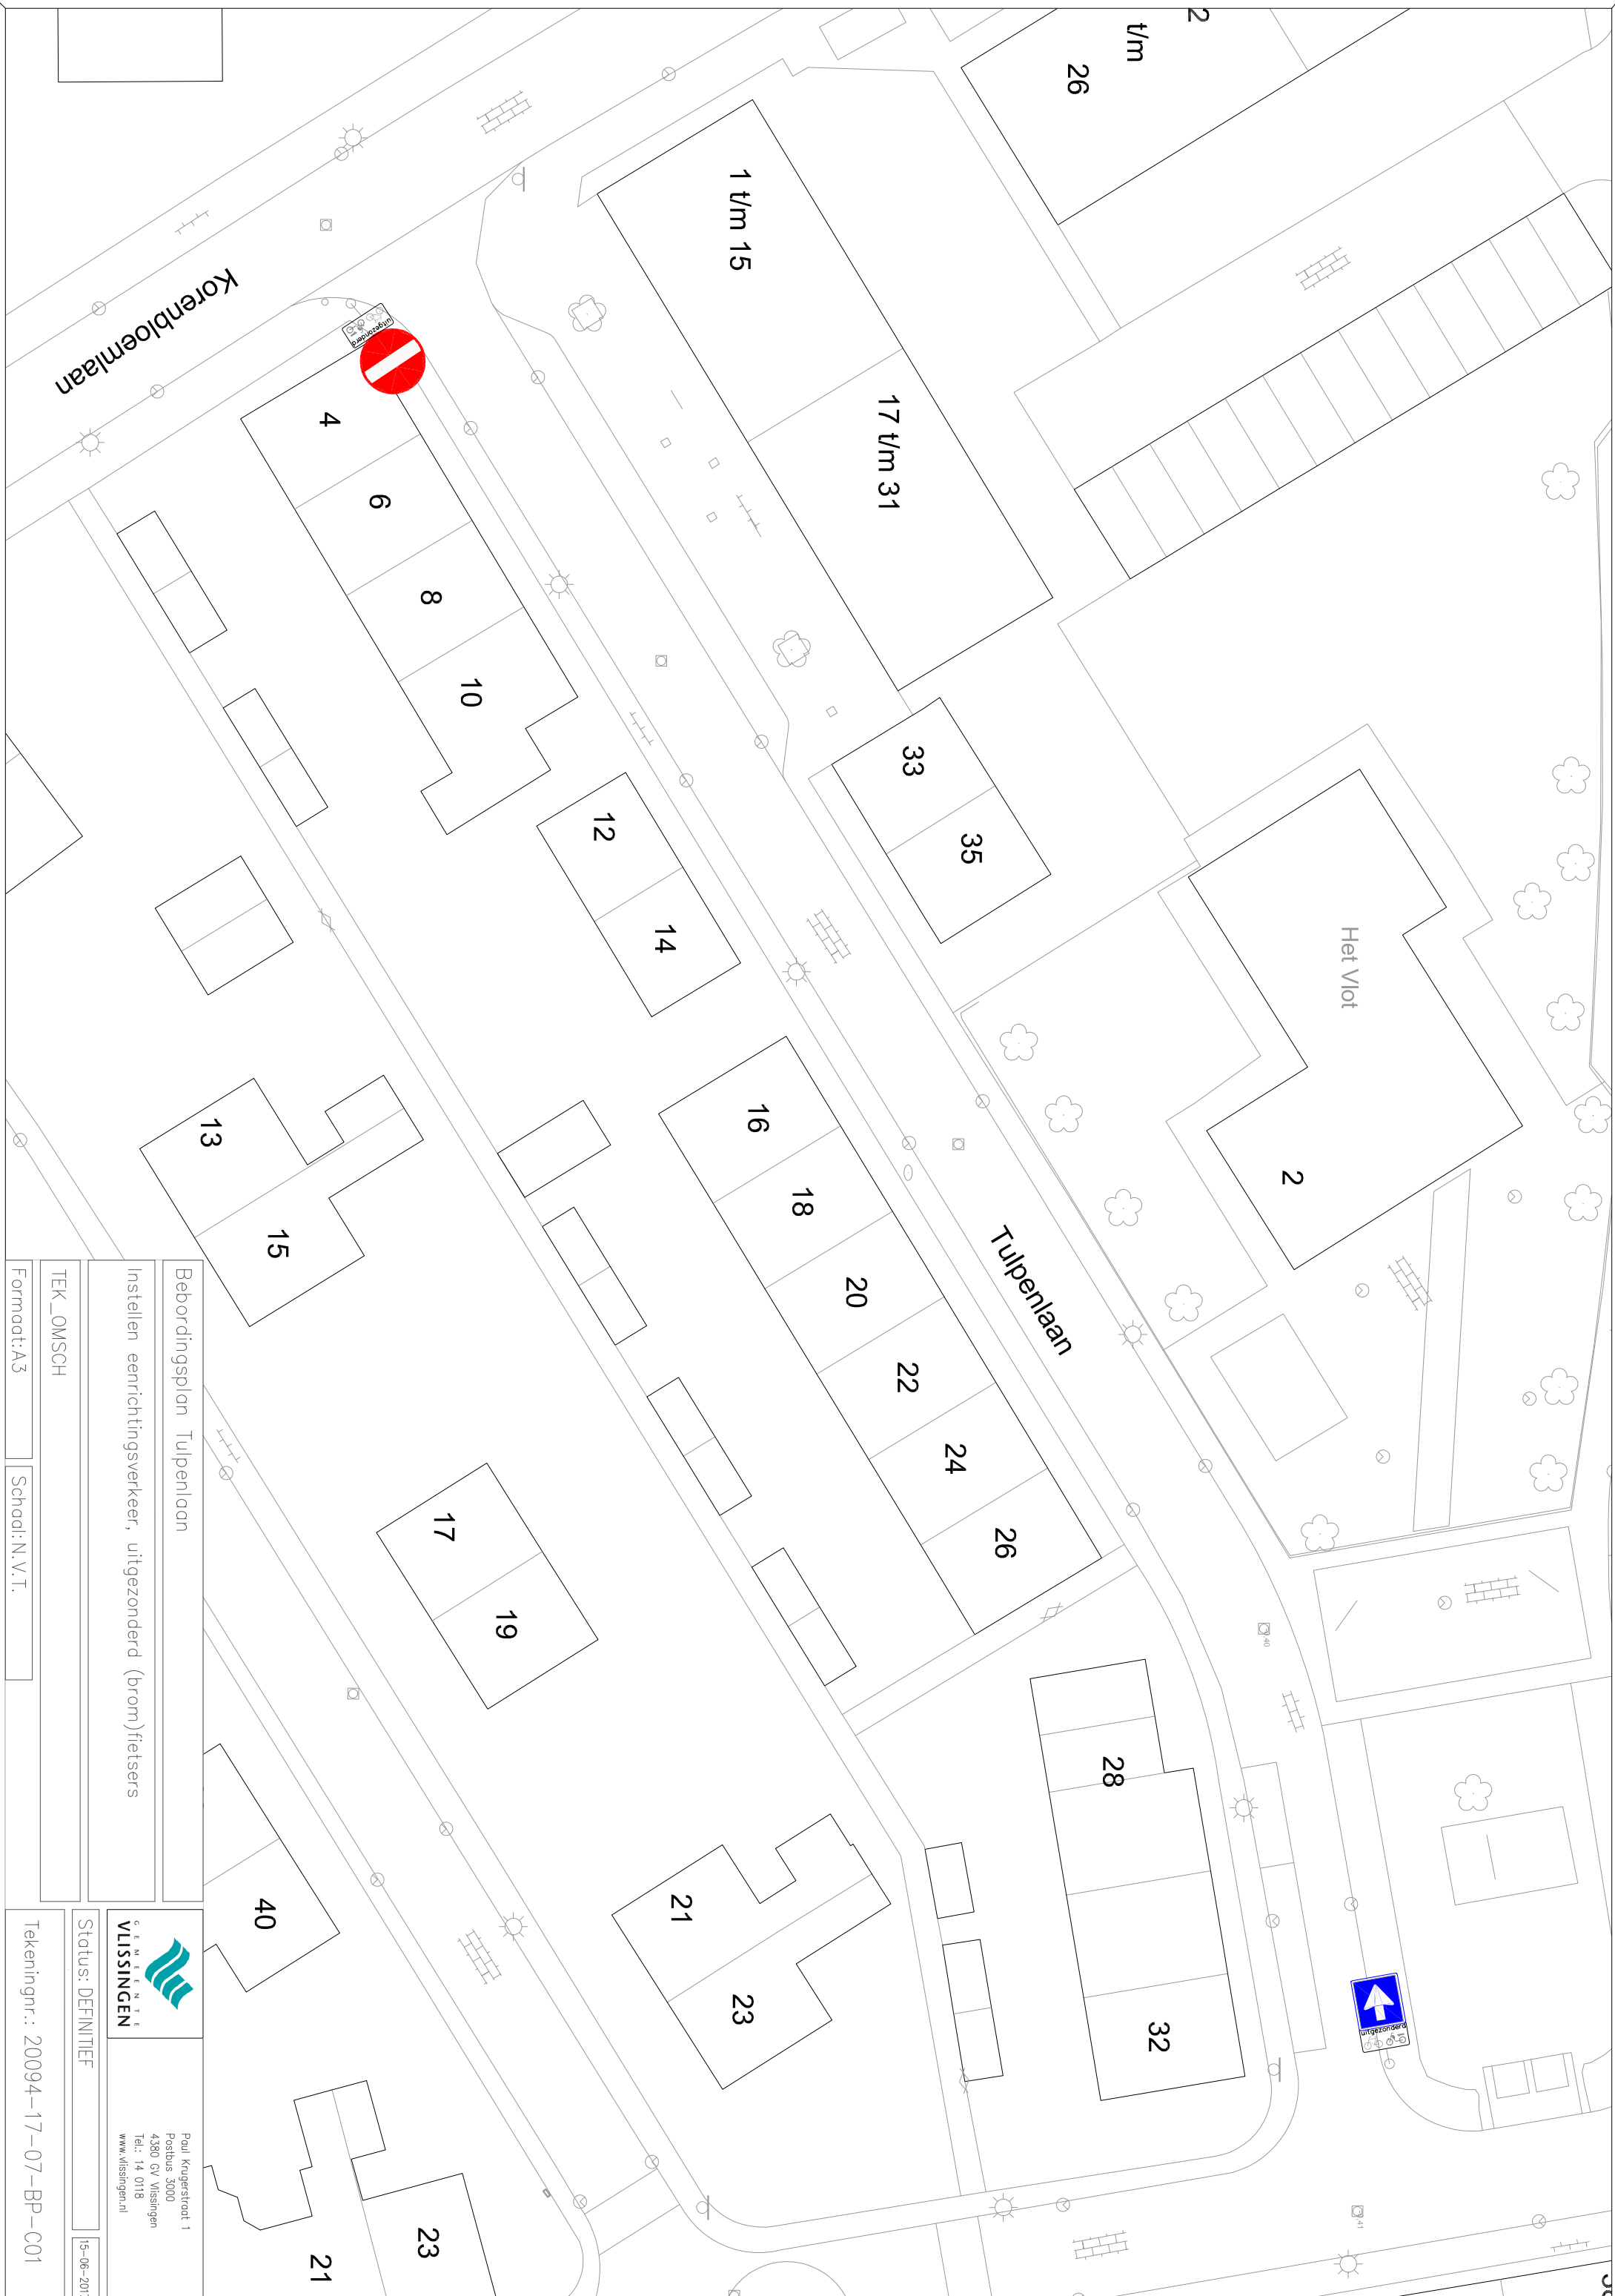 2
t/m
26
1 t/m 15
17 t/m 31
Korenbloemlaan
uitgezonderd
4
6
8
10
33
35
12
14
Het Vlot
2
16
18
20
22
24
26
Tulpenlaan
13
15
17
19
28
32
21
23
40
23
21
40
41
uitgezonderd
Bebordingsplan Tulpenlaan
Instellen eenrichtingsverkeer, uitgezonderd (brom)fietsers
TEK_OMSCH
Formaat:A3
Schaal:N.V.T.
GEMEENTE
VLISSINGEN
Paul Krugerstraat 1
Postbus 3000
4380 GV Vlissingen
Tel.: 14 0118
www.vlissingen.nl
Status: DEFINITIEF
Tekeningnr.: 20094-17-07-BP-C01